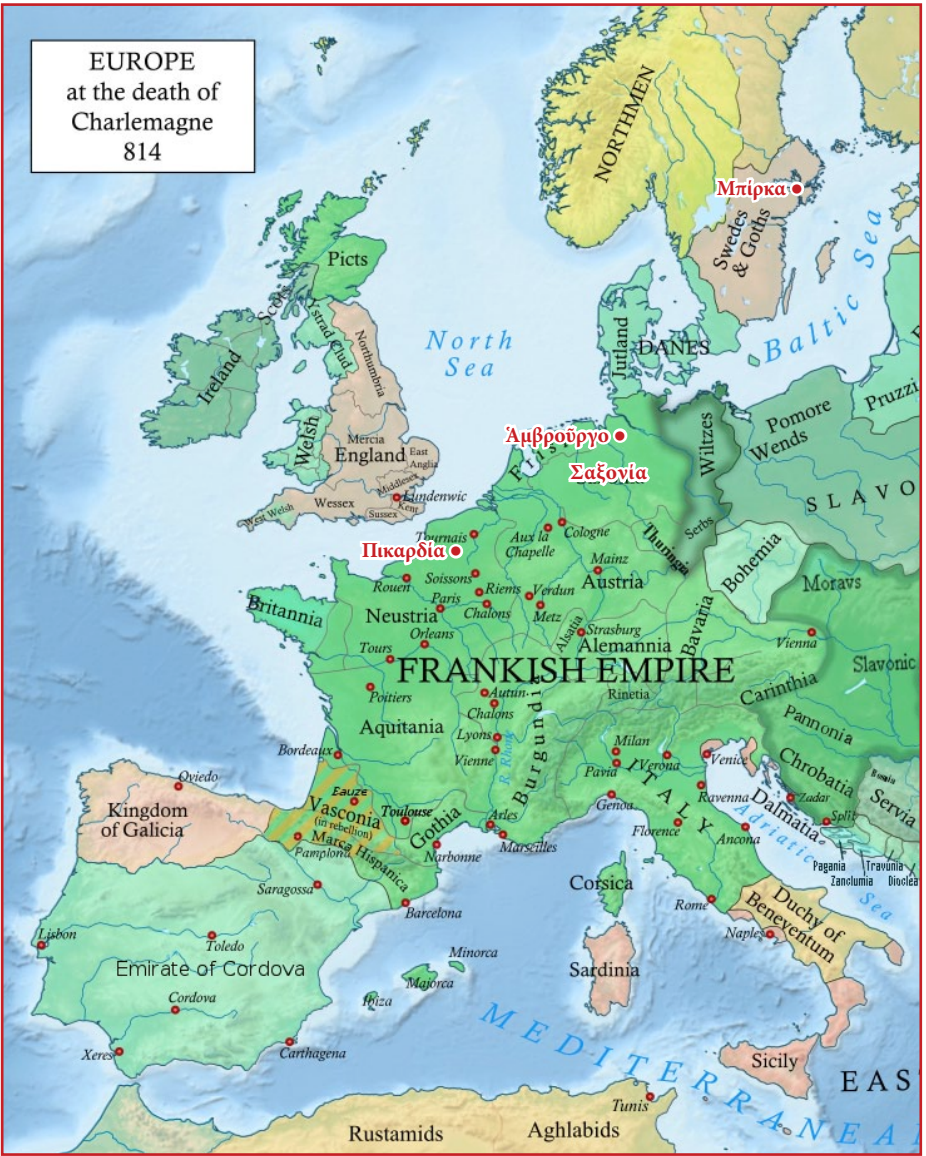 EUROPE
at the death of
Charlemagne
814
NORTHMEN
Μπίρκα
Swedes
& Goths
Baltic Sea
Picts
Scots
Ystrad Clud
Northumbria
Ireland
North
Sea
Jutland
DANES
Welsh
Mercia
England
East
Anglia
Middlesex
Wessex
Kent
Sussex
West Welsh
Lundenwic
Ἁμβροῦργο
Σαξονία
Wiltzes
Pomore
Wends
Pruzzi
SLAVO
Serbs
Thuringia
Bohemia
Moravs
Πικαρδία
Tournais
Aux la
Chapelle
Cologne
Mainz
Austria
Rouen
Soissons
Riems
Verdun
Paris
Chalons
Metz
Neustria
Britannia
Orleans
Alsatia
Strasburg
Alemannia
Bavaria
Vienna
Tours
FRANKISH EMPIRE
Slavonic
Poitiers
Autun
Chalons
Rinetia
Carinthia
Pannonia
Aquitania
Lyons
Vienne
R. Rhone
Burgundia
Milan
Pavia
Verona
Venice
ITALY
Chrobatia
Bordeaux
Oviedo
Kingdom
of Galicia
Eauze
Vasconia
(in rebellion)
Toulouse
Gothia
Arles
Marseilles
Genoa
Ravenna
Zadar
Dalmatia
Servia
Split
Pamplona
Marca Hispanica
Narbonne
Florence
Ancona
Adriatic
Sea
Pagania
Travunia
Zanclumia
Dioclea
Saragossa
Barcelona
Corsica
Rome
Duchy of
Beneventum
Naples
Lisbon
Toledo
Emirate of Cordova
Minorca
Majorca
Ibiza
Sardinia
Cordova
Xeres
Carthagena
MEDITERRANEA
Sicily
EAS
Tunis
Rustamids
Aghlabids